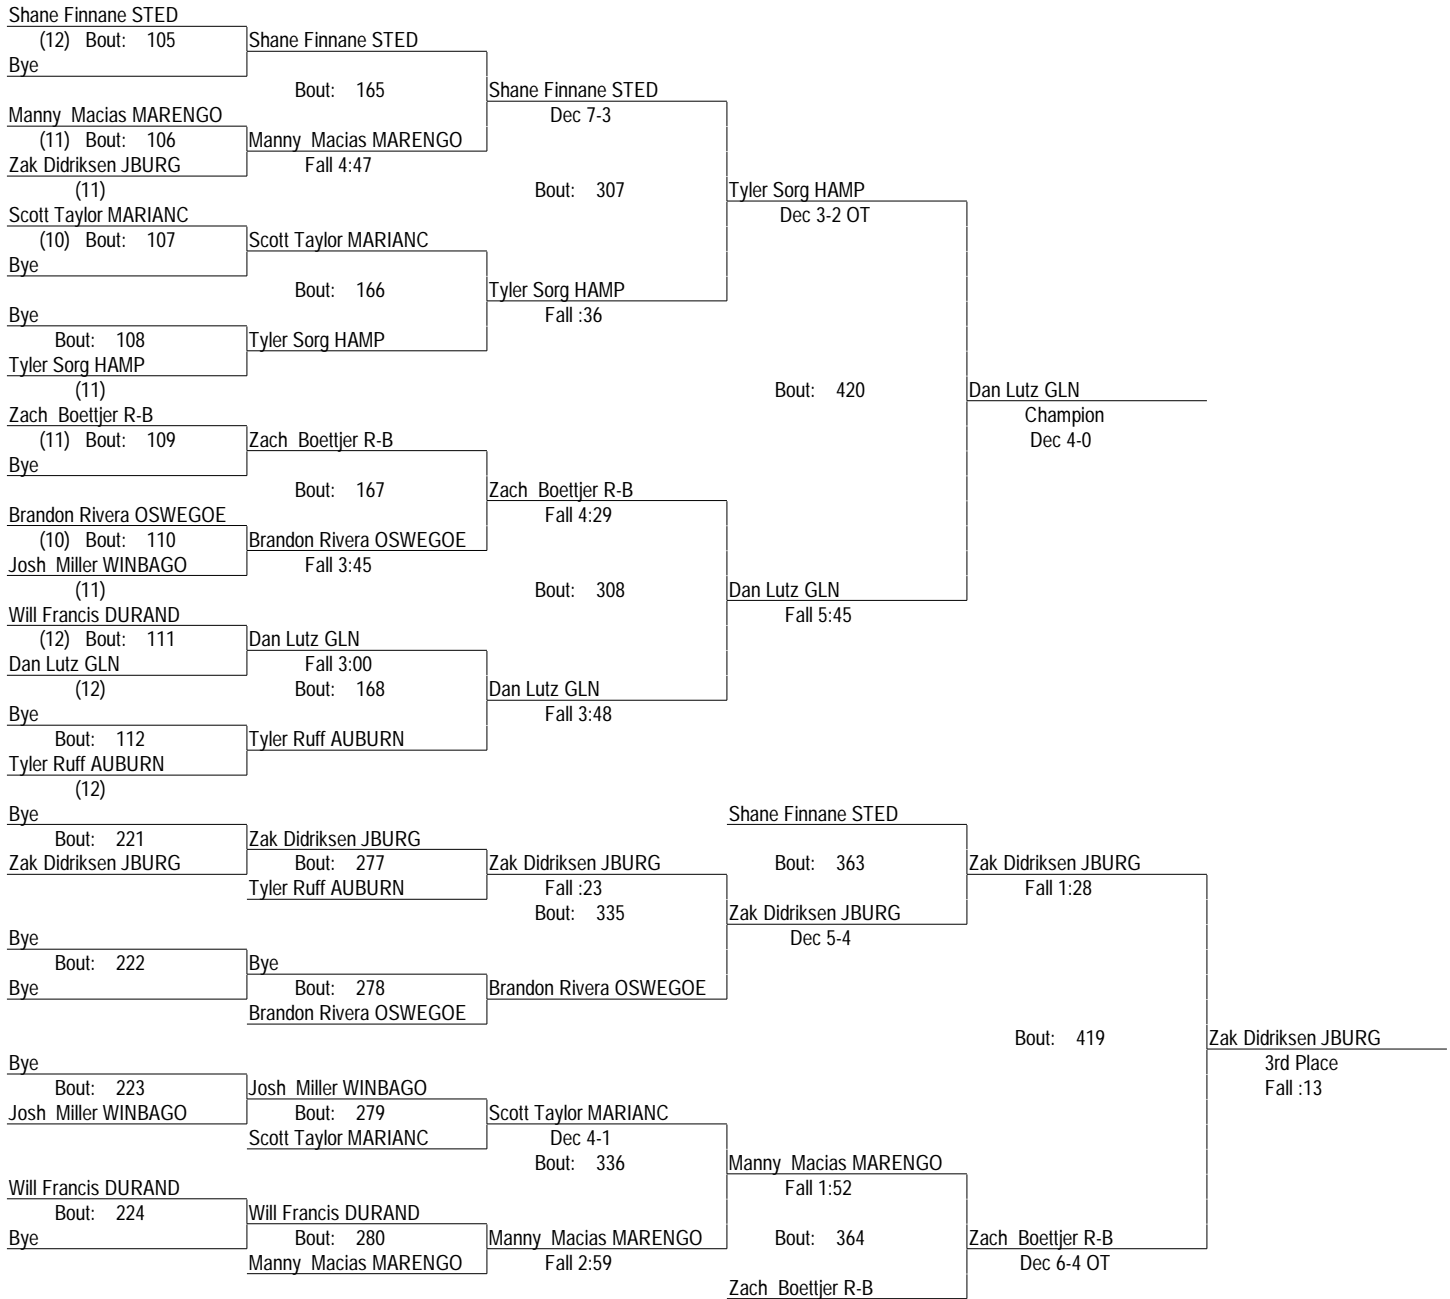 Shane Finnane STED
(12) Bout: 105
Shane Finnane STED
Bye
Bout: 165
Shane Finnane STED
Manny Macias MARENGO
Dec 7-3
(11) Bout: 106
Manny Macias MARENGO
Zak Didriksen JBURG
Fall 4:47
(11)
Bout: 307
Tyler Sorg HAMP
Scott Taylor MARIANC
Dec 3-2 OT
(10) Bout: 107
Scott Taylor MARIANC
Bye
Bout: 166
Tyler Sorg HAMP
Bye
Fall :36
Bout: 108
Tyler Sorg HAMP
Tyler Sorg HAMP
(11)
Bout: 420
Dan Lutz GLN
Zach Boettjer R-B
Champion
(11) Bout: 109
Zach Boettjer R-B
Dec 4-0
Bye
Bout: 167
Zach Boettjer R-B
Brandon Rivera OSWEGOE
Fall 4:29
(10) Bout: 110
Brandon Rivera OSWEGOE
Josh Miller WINBAGO
Fall 3:45
(11)
Bout: 308
Dan Lutz GLN
Will Francis DURAND
Fall 5:45
(12) Bout: 111
Dan Lutz GLN
Dan Lutz GLN
Fall 3:00
(12)
Bout: 168
Dan Lutz GLN
Bye
Fall 3:48
Bout: 112
Tyler Ruff AUBURN
Tyler Ruff AUBURN
(12)
Bye
Shane Finnane STED
Bout: 221
Zak Didriksen JBURG
Zak Didriksen JBURG
Bout: 277
Zak Didriksen JBURG
Bout: 363
Zak Didriksen JBURG
Tyler Ruff AUBURN
Fall :23
Fall 1:28
Bout: 335
Zak Didriksen JBURG
Bye
Dec 5-4
Bout: 222
Bye
Bye
Bout: 278
Brandon Rivera OSWEGOE
Brandon Rivera OSWEGOE
Bout: 419
Zak Didriksen JBURG
Bye
3rd Place
Bout: 223
Josh Miller WINBAGO
Fall :13
Josh Miller WINBAGO
Bout: 279
Scott Taylor MARIANC
Scott Taylor MARIANC
Dec 4-1
Bout: 336
Manny Macias MARENGO
Will Francis DURAND
Fall 1:52
Bout: 224
Will Francis DURAND
Bye
Bout: 280
Manny Macias MARENGO
Bout: 364
Zach Boettjer R-B
Manny Macias MARENGO
Fall 2:59
Dec 6-4 OT
Zach Boettjer R-B